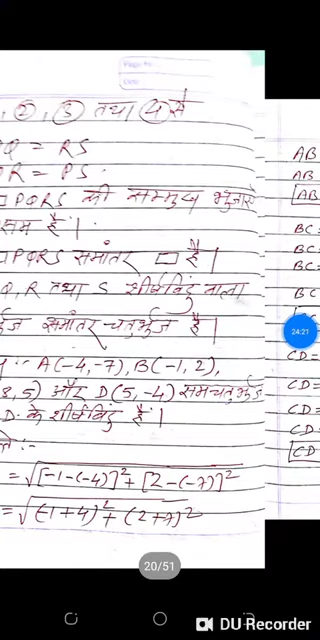 , ②, ③ तथा ④ से
PQ = RS
QR = PS.
□PQRS की सम्मुख भुजाएं
सम है।
□PQRS समांतर □ है।
Q, R तथा S शीर्षबिंदु वाला
समांतर चतुर्भुज है।
:- A(-4,-7), B(-1, 2),
8, 5) और D(5, -4) समचतुर्भुज
D के शीर्षबिंदु है।
:-
= √[-1-(-4)]² + [2-(-7)]²
= √(-1+4)² + (2+7)²
AB
AB
AB
BC=
BC=
BC=
BC
24:21
CD=
CD=
CD=
CD=
CD
20/51
DU Recorder